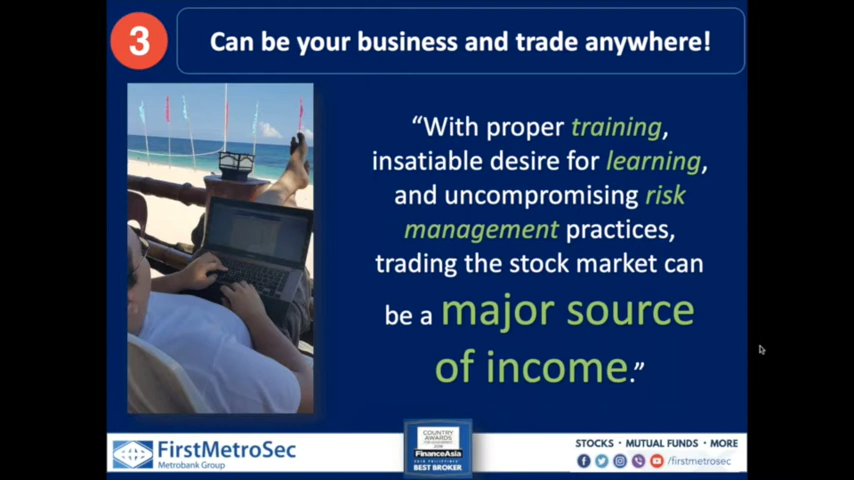 3
Can be your business and trade anywhere!
“With proper training,
insatiable desire for learning,
and uncompromising risk
management practices,
trading the stock market can
be a major source
of income.”
FirstMetroSec
Metrobank Group
COUNTRY
AWARDS
FinanceAsia
BEST BROKER
STOCKS • MUTUAL FUNDS • MORE
/firstmetrosec